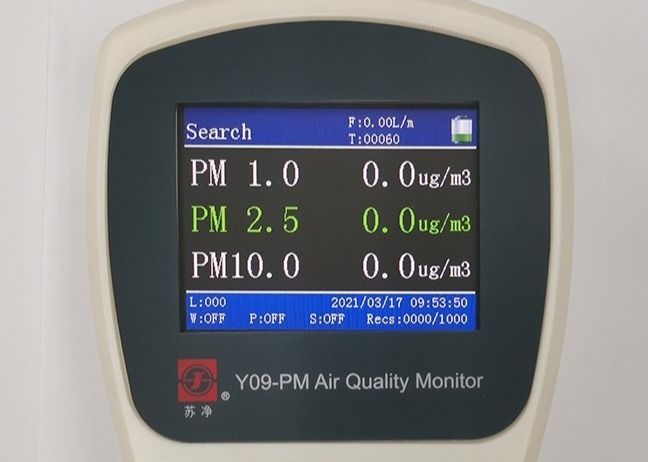 Search
F:0.00L/m
T:00060
PM 1.0 0.0ug/m3
PM 2.5 0.0ug/m3
PM10.0 0.0ug/m3
L:000 2021/03/17 09:53:50
W:OFF P:OFF S:OFF Recs:0000/1000
® Y09-PM Air Quality Monitor
苏净